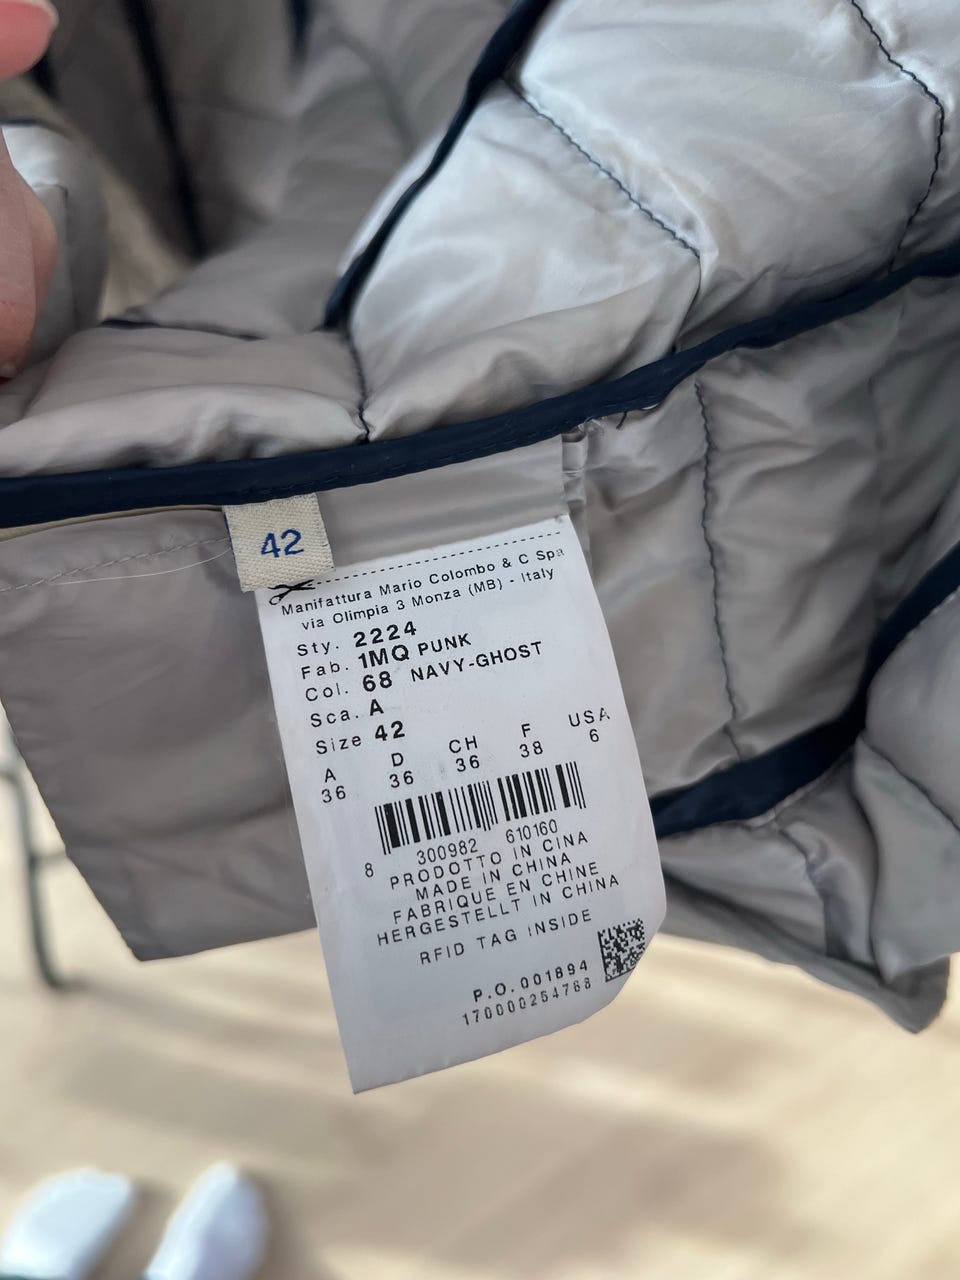 42
Manifattura Mario Colombo & C Spa
via Olimpia 3 Monza (MB) - Italy
Sty. 2224
Fab. 1MQ PUNK
Col. 68 NAVY-GHOST
Sca. A
Size 42
A D CH F USA
36 36 36 38 6
8 300982 610160
PRODOTTO IN CINA
MADE IN CHINA
FABRIQUE EN CHINE
HERGESTELLT IN CHINA
RFID TAG INSIDE
P.O.001894
170000254768